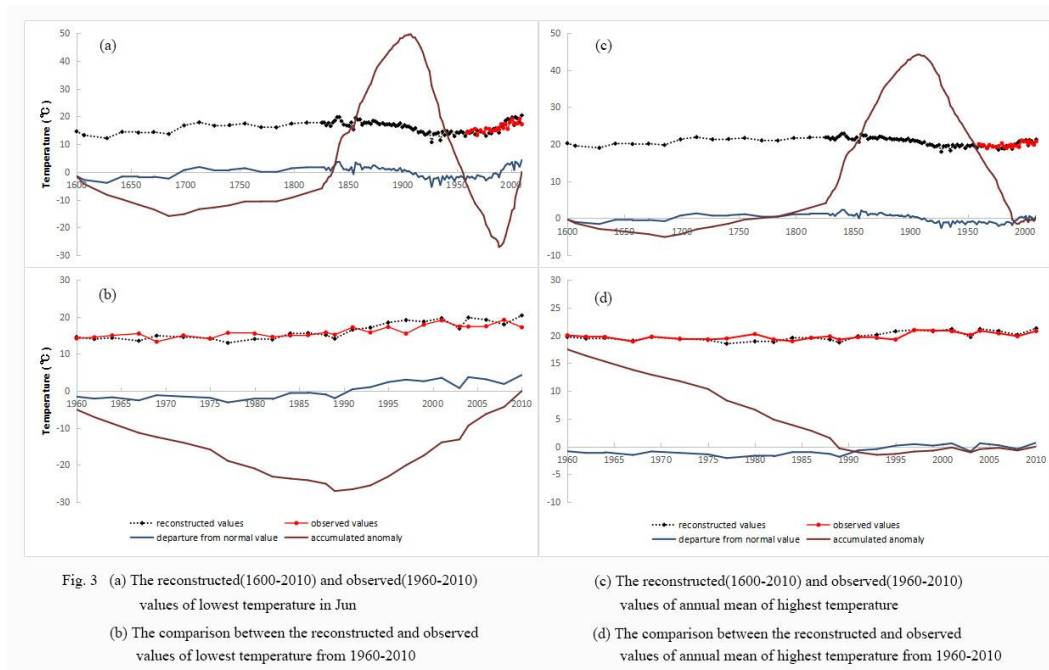 (a)
50
40
30
20
10
0
-10
-20
-30
Temperature (℃)
1600 1650 1700 1750 1800 1850 1900 1950 2000
(c)
50
40
30
20
10
0
-10
1600 1650 1700 1750 1800 1850 1900 1950 2000
(b)
30
20
10
0
-10
-20
-30
Temperature (℃)
1960 1965 1970 1975 1980 1985 1990 1995 2000 2005 2010
reconstructed values observed values
departure from normal value accumulated anomaly
(d)
30
25
20
15
10
5
0
-5
-10
1960 1965 1970 1975 1980 1985 1990 1995 2000 2005 2010
reconstructed values observed values
departure from normal value accumulated anomaly
Fig. 3 (a) The reconstructed(1600-2010) and observed(1960-2010)
values of lowest temperature in Jun
(b) The comparison between the reconstructed and observed
values of lowest temperature from 1960-2010
(c) The reconstructed(1600-2010) and observed(1960-2010)
values of annual mean of highest temperature
(d) The comparison between the reconstructed and observed
values of annual mean of highest temperature from 1960-2010